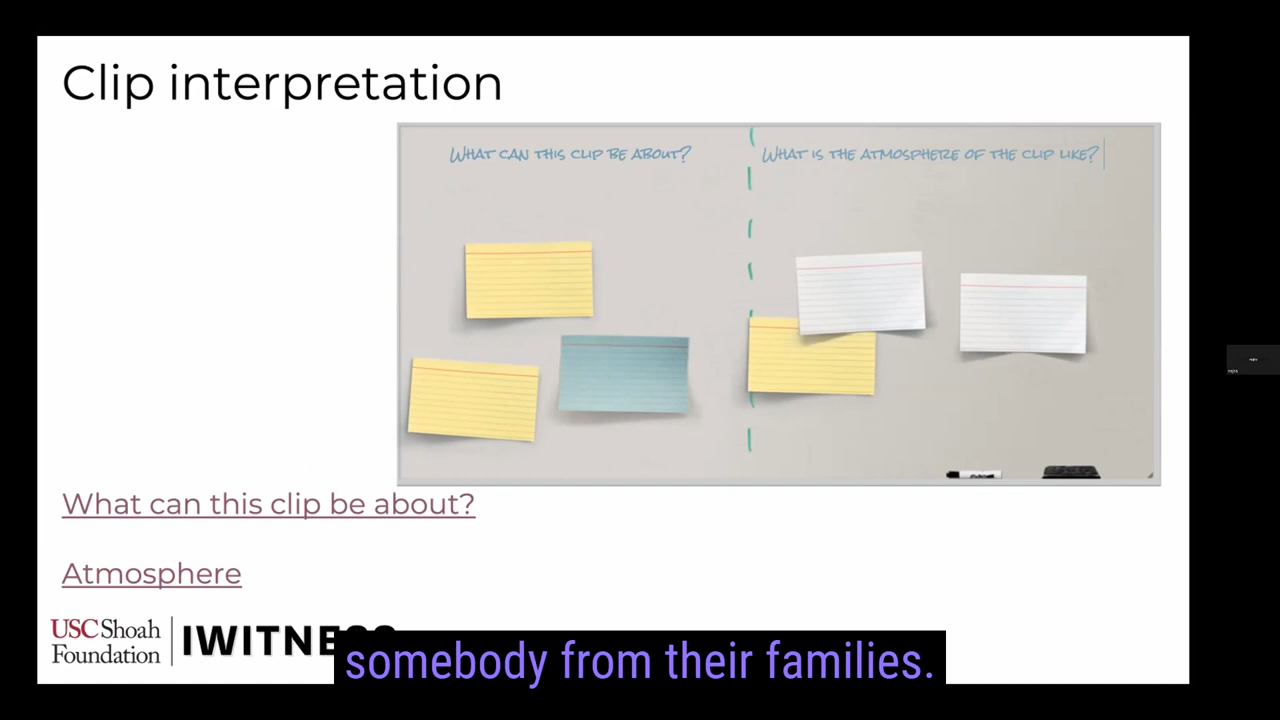 Clip interpretation
WHAT CAN THIS CLIP BE ABOUT?
WHAT IS THE ATMOSPHERE OF THE CLIP LIKE?
What can this clip be about?
Atmosphere
USC Shoah
Foundation
IWITNESS
somebody from their families.